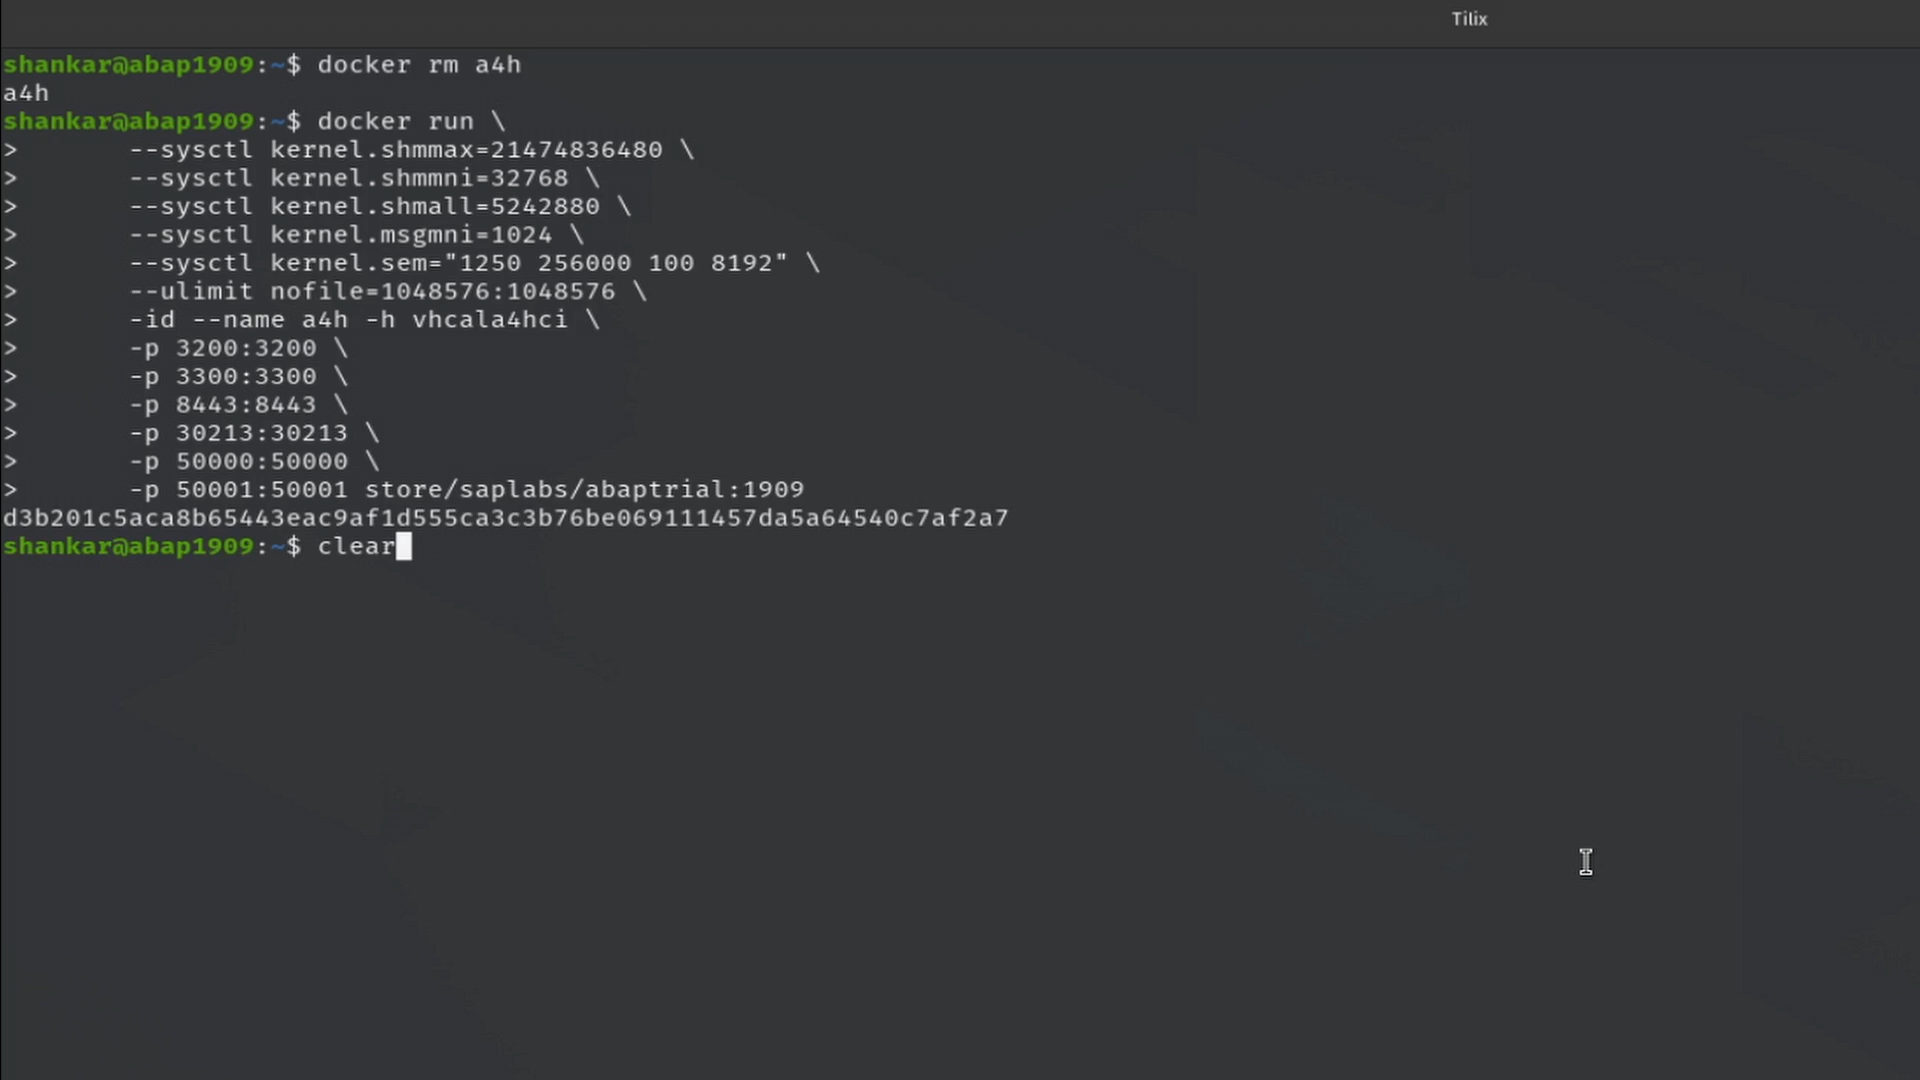 Tilix
shankar@abap1909:~$ docker rm a4h
a4h
shankar@abap1909:~$ docker run \
>       --sysctl kernel.shmmax=21474836480 \
>       --sysctl kernel.shmmni=32768 \
>       --sysctl kernel.shmall=5242880 \
>       --sysctl kernel.msgmni=1024 \
>       --sysctl kernel.sem="1250 256000 100 8192" \
>       --ulimit nofile=1048576:1048576 \
>       -id --name a4h -h vhcala4hci \
>       -p 3200:3200 \
>       -p 3300:3300 \
>       -p 8443:8443 \
>       -p 30213:30213 \
>       -p 50000:50000 \
>       -p 50001:50001 store/saplabs/abaptrial:1909
d3b201c5aca8b65443eac9af1d555ca3c3b76be069111457da5a64540c7af2a7
shankar@abap1909:~$ clear